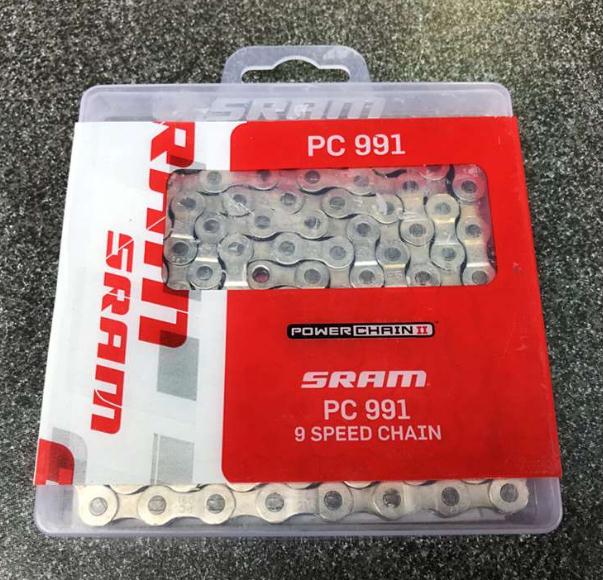 SRAM
PC 991
SRAM
SRAM
POWERCHAIN II
SRAM
PC 991
9 SPEED CHAIN